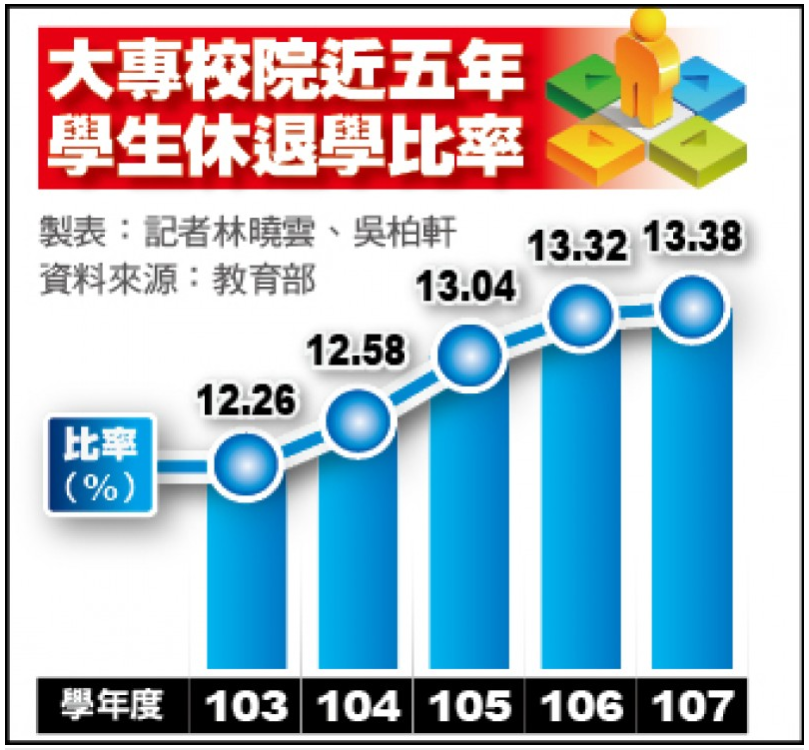 大專校院近五年
學生休退學比率
製表：記者林曉雲、吳柏軒
資料來源：教育部
12.26
12.58
13.04
13.32
13.38
比率
(%)
學年度 103 104 105 106 107